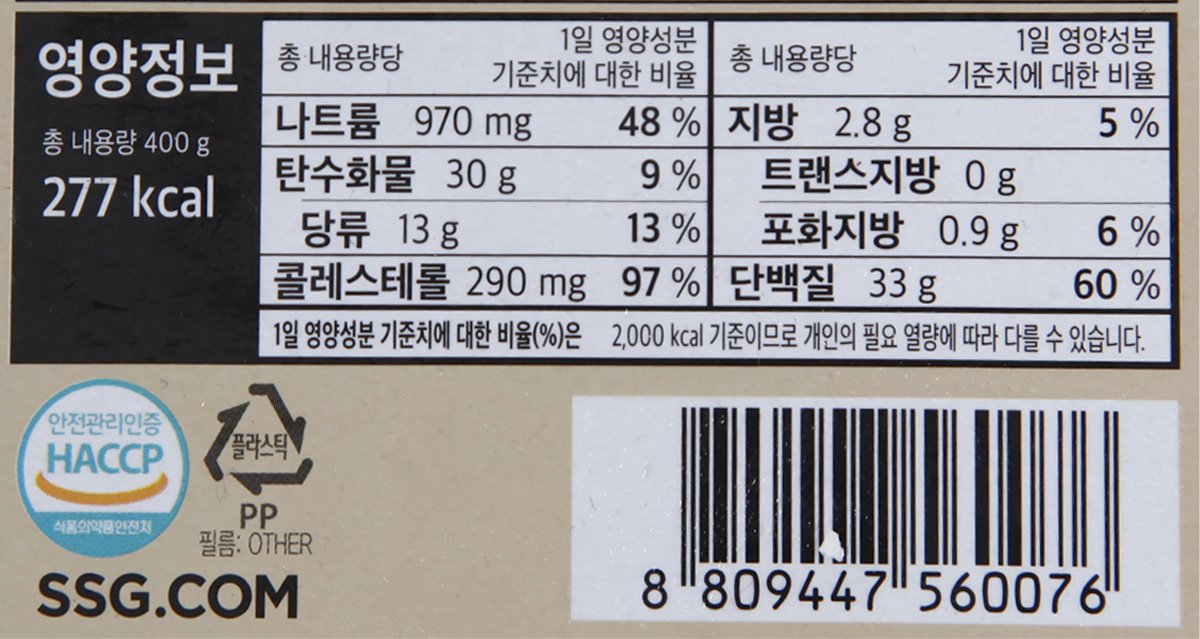 영양정보
총 내용량 400 g
277 kcal
총 내용량당 1일 영양성분 기준치에 대한 비율
나트륨 970 mg 48 %
탄수화물 30 g 9 %
당류 13 g 13 %
콜레스테롤 290 mg 97 %
총 내용량당 1일 영양성분 기준치에 대한 비율
지방 2.8 g 5 %
트랜스지방 0 g
포화지방 0.9 g 6 %
단백질 33 g 60 %
1일 영양성분 기준치에 대한 비율(%)은 2,000 kcal 기준이므로 개인의 필요 열량에 따라 다를 수 있습니다.
안전관리인증
HACCP
식품의약품안전처
플라스틱
PP
필름: OTHER
SSG.COM
8 809447 560076